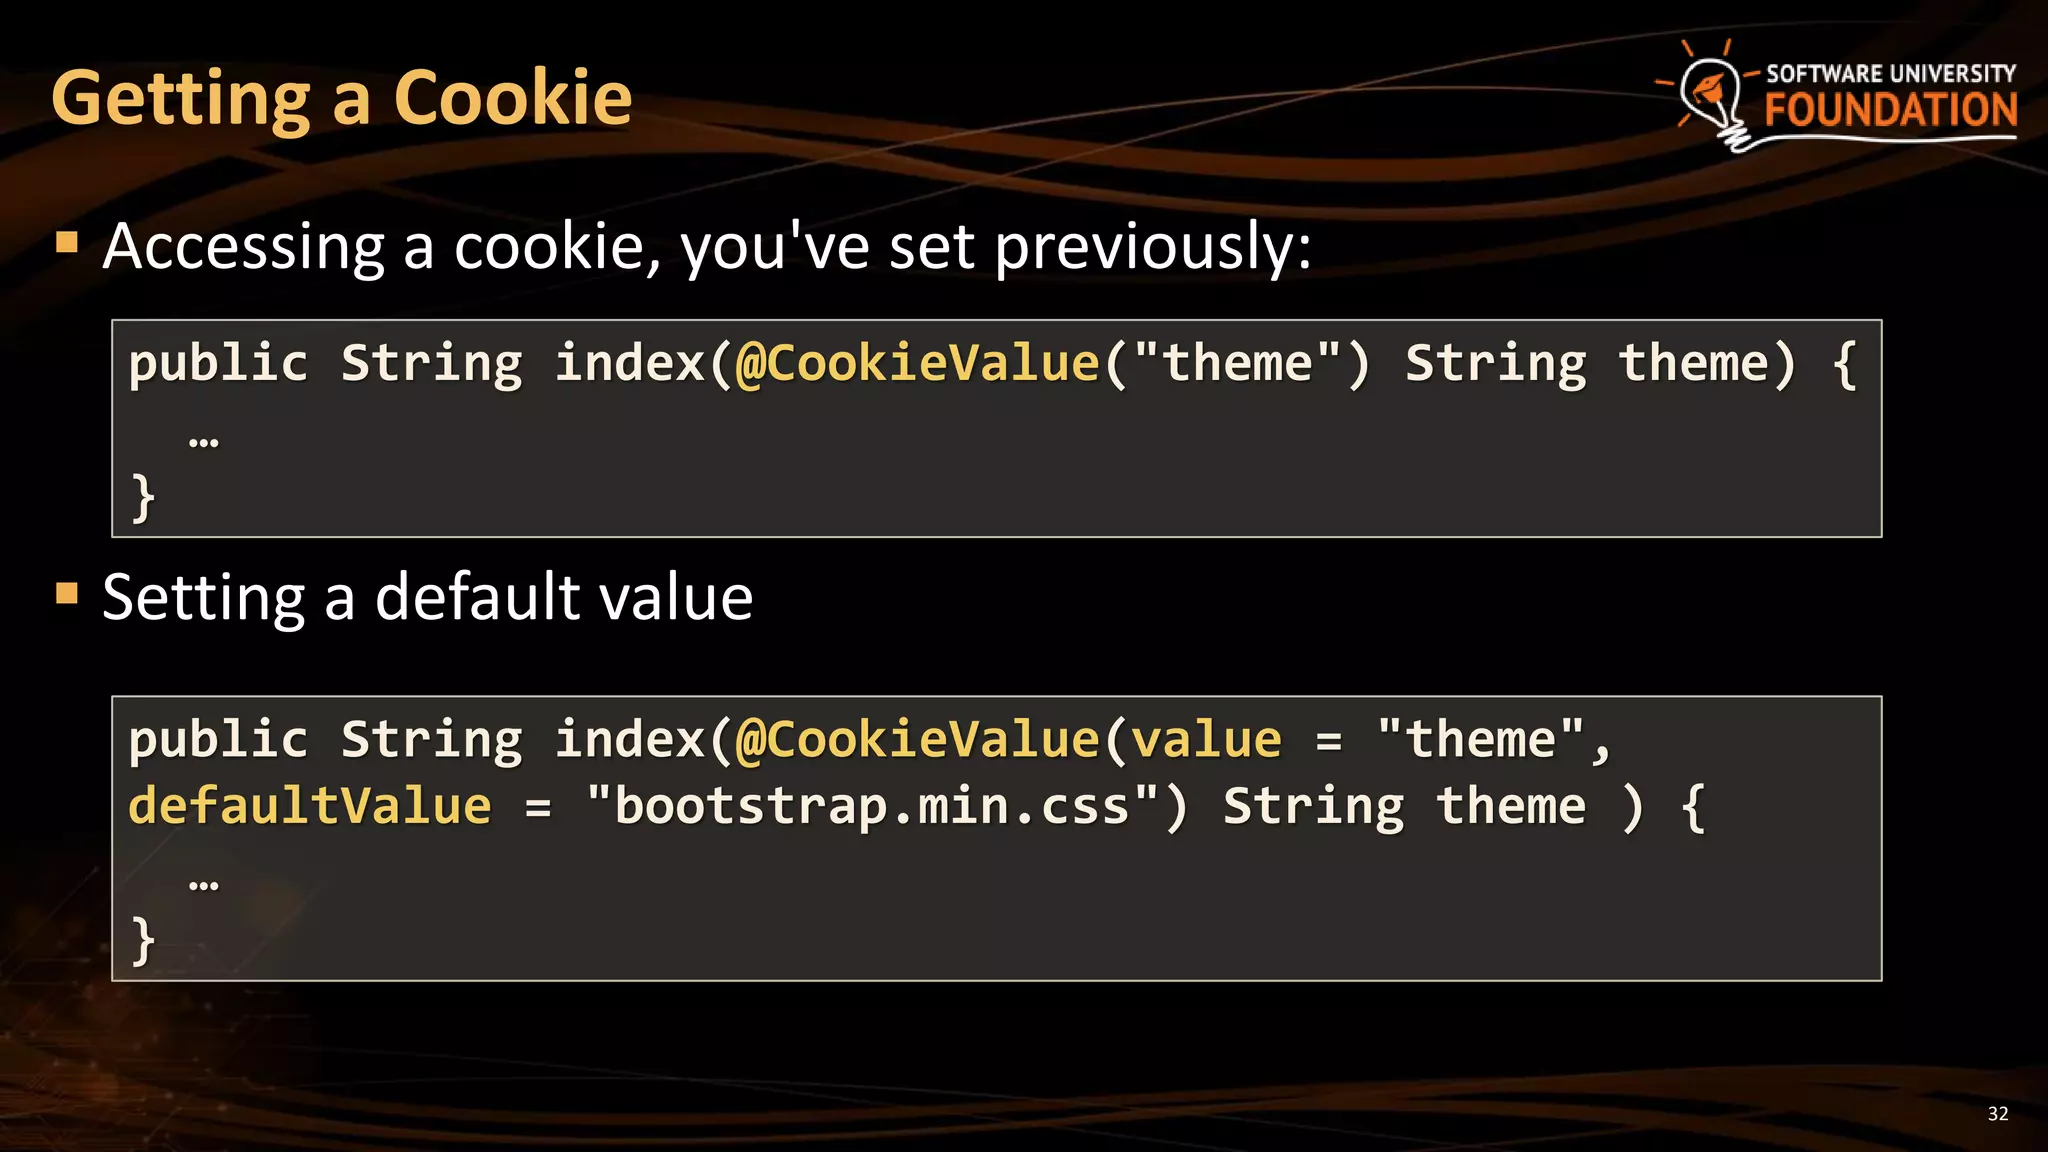 Getting a Cookie
SOFTWARE UNIVERSITY
FOUNDATION
▪ Accessing a cookie, you've set previously:
public String index(@CookieValue("theme") String theme) {
…
}
▪ Setting a default value
public String index(@CookieValue(value = "theme",
defaultValue = "bootstrap.min.css") String theme ) {
…
}
32